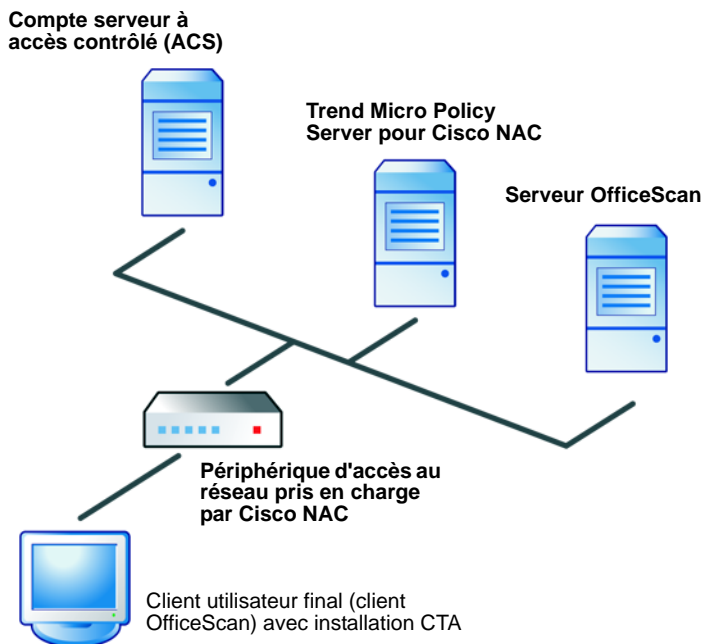 Compte serveur à
accès contrôlé (ACS)
Trend Micro Policy
Server pour Cisco NAC
Serveur OfficeScan
Périphérique d'accès au
réseau pris en charge
par Cisco NAC
Client utilisateur final (client
OfficeScan) avec installation CTA